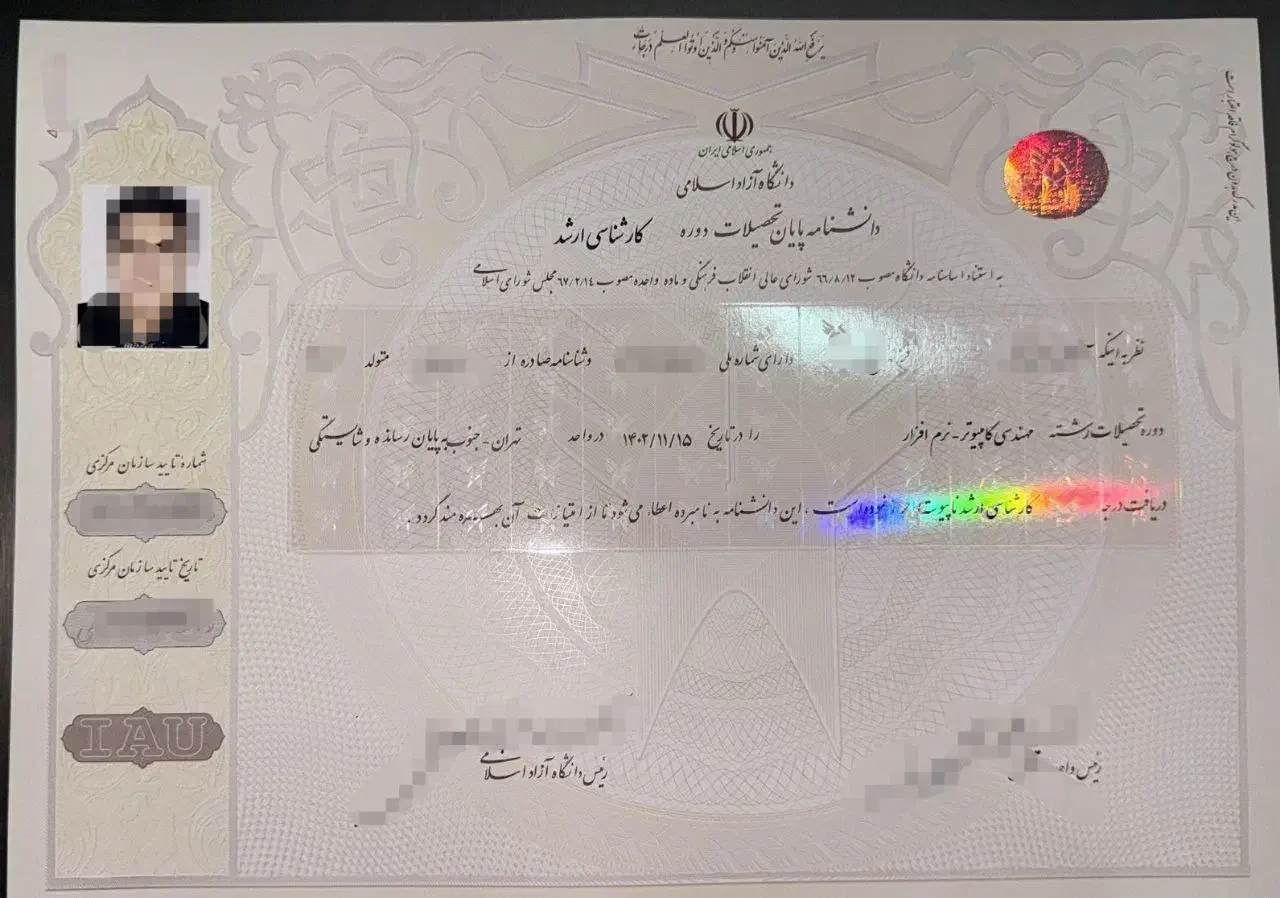 یرفع الله الذین آمنوا منکم و الذین اوتوا العلم درجات
جمهوری اسلامی ایران
دانشگاه آزاد اسلامی
دانشنامه پایان تحصیلات دوره کارشناسی ارشد
به استناد اساسنامه دانشگاه مصوب ۶۶/۸/۱۲ شورای عالی انقلاب فرهنگی و ماده واحده مصوب ۶۷/۲/۱۴ مجلس شورای اسلامی
نظر به اینکه دارای شماره ملی و شناسنامه صادره از متولد
دوره تحصیلات رشته مهندسی کامپیوتر - نرم افزار را در تاریخ ۱۴۰۲/۱۱/۱۵ در واحد تهران - جنوب به پایان رسانده و شایستگی
دریافت درجه کارشناسی ارشد ناپیوسته را نموده است ، این دانشنامه به نامبرده اعطاء می شود تا از امتیازات آن بهره مند گردد .
شماره تایید سازمان مرکزی
تاریخ تایید سازمان مرکزی
IAU
رئیس واحد
رئیس دانشگاه آزاد اسلامی